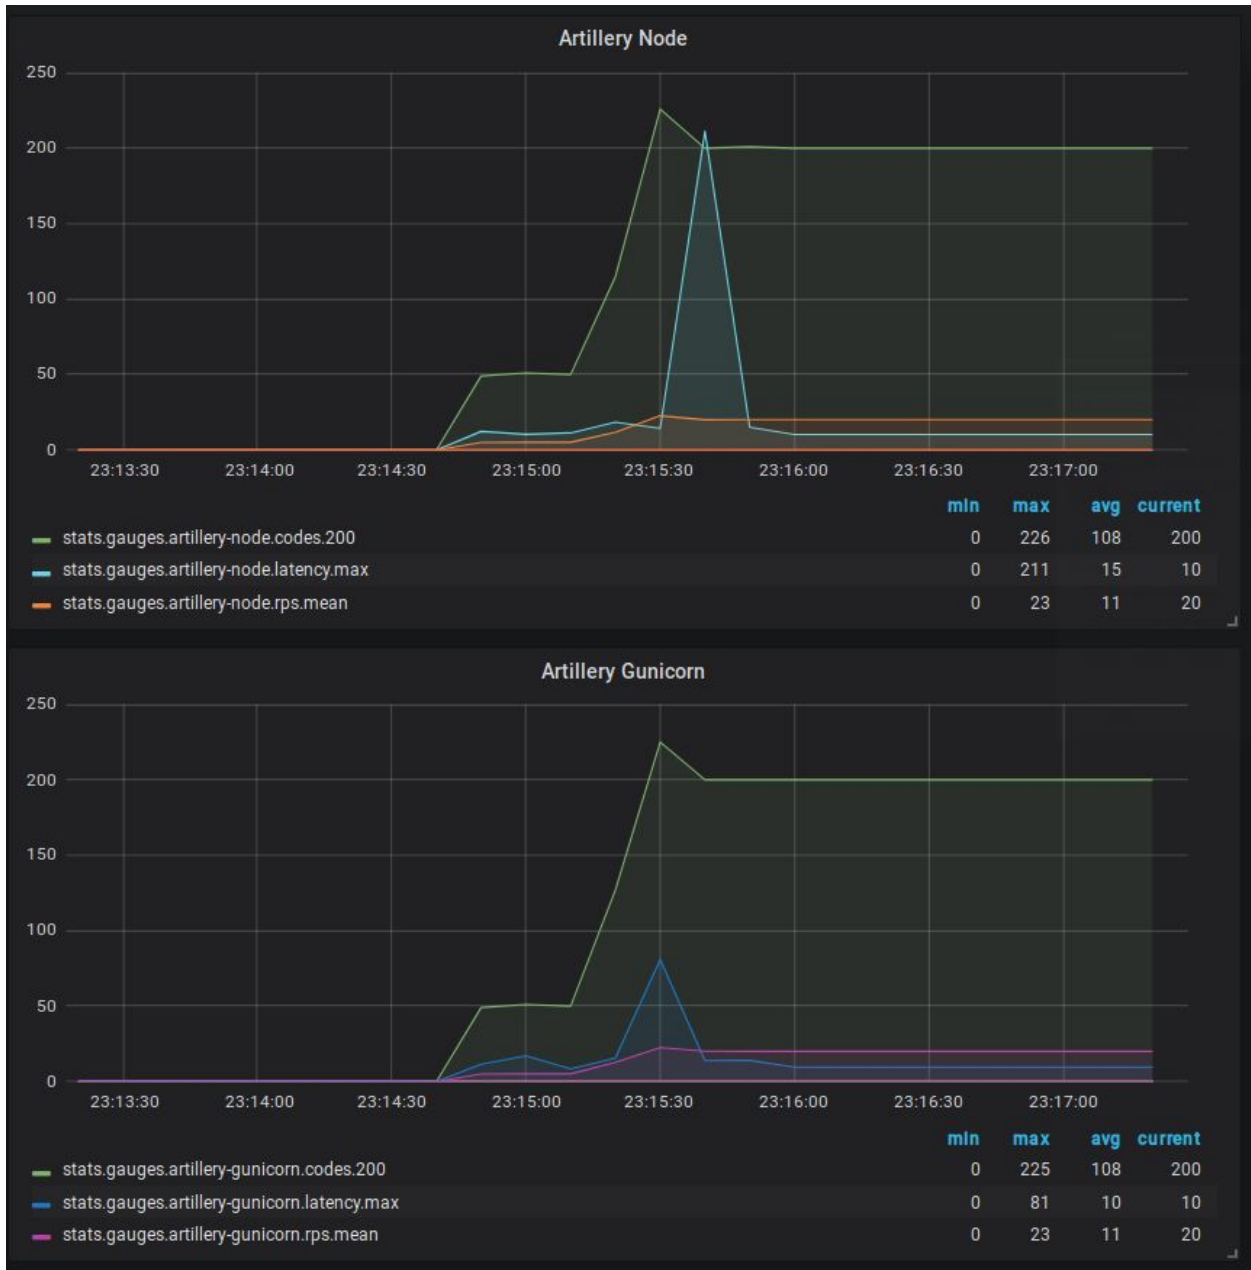 Artillery Node
250
200
150
100
50
0
23:13:30 23:14:00 23:14:30 23:15:00 23:15:30 23:16:00 23:16:30 23:17:00
min max avg current
stats.gauges.artillery-node.codes.200 0 226 108 200
stats.gauges.artillery-node.latency.max 0 211 15 10
stats.gauges.artillery-node.rps.mean 0 23 11 20
Artillery Gunicorn
250
200
150
100
50
0
23:13:30 23:14:00 23:14:30 23:15:00 23:15:30 23:16:00 23:16:30 23:17:00
min max avg current
stats.gauges.artillery-gunicorn.codes.200 0 225 108 200
stats.gauges.artillery-gunicorn.latency.max 0 81 10 10
stats.gauges.artillery-gunicorn.rps.mean 0 23 11 20